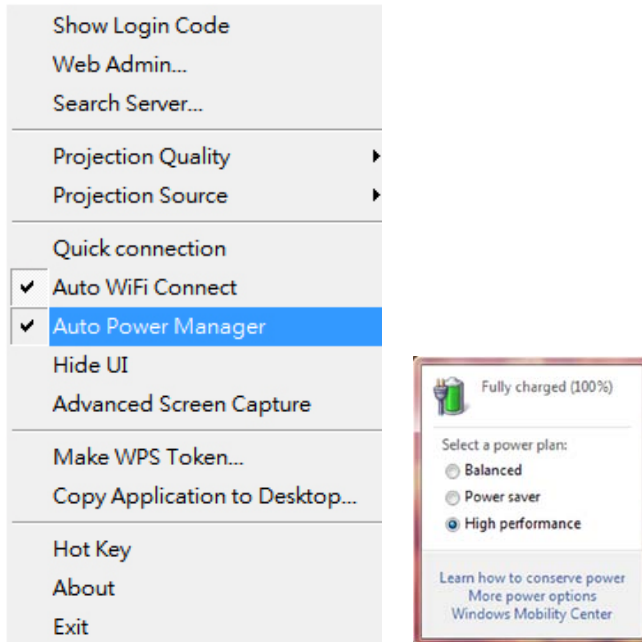 Show Login Code
Web Admin...
Search Server...
Projection Quality
Projection Source
Quick connection
Auto WiFi Connect
Auto Power Manager
Hide UI
Advanced Screen Capture
Make WPS Token...
Copy Application to Desktop...
Hot Key
About
Exit
Fully charged (100%)
Select a power plan:
Balanced
Power saver
High performance
Learn how to conserve power
More power options
Windows Mobility Center